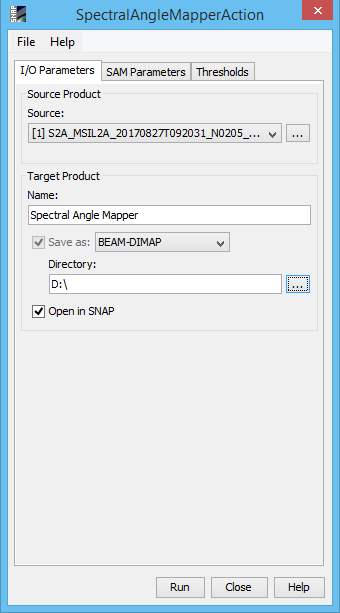 SNAP
SpectralAngleMapperAction
File Help
I/O Parameters SAM Parameters Thresholds
Source Product
Source:
[1] S2A_MSIL2A_20170827T092031_N0205_... ...
Target Product
Name:
Spectral Angle Mapper
Save as: BEAM-DIMAP
Directory:
D:\ ...
Open in SNAP
Run Close Help